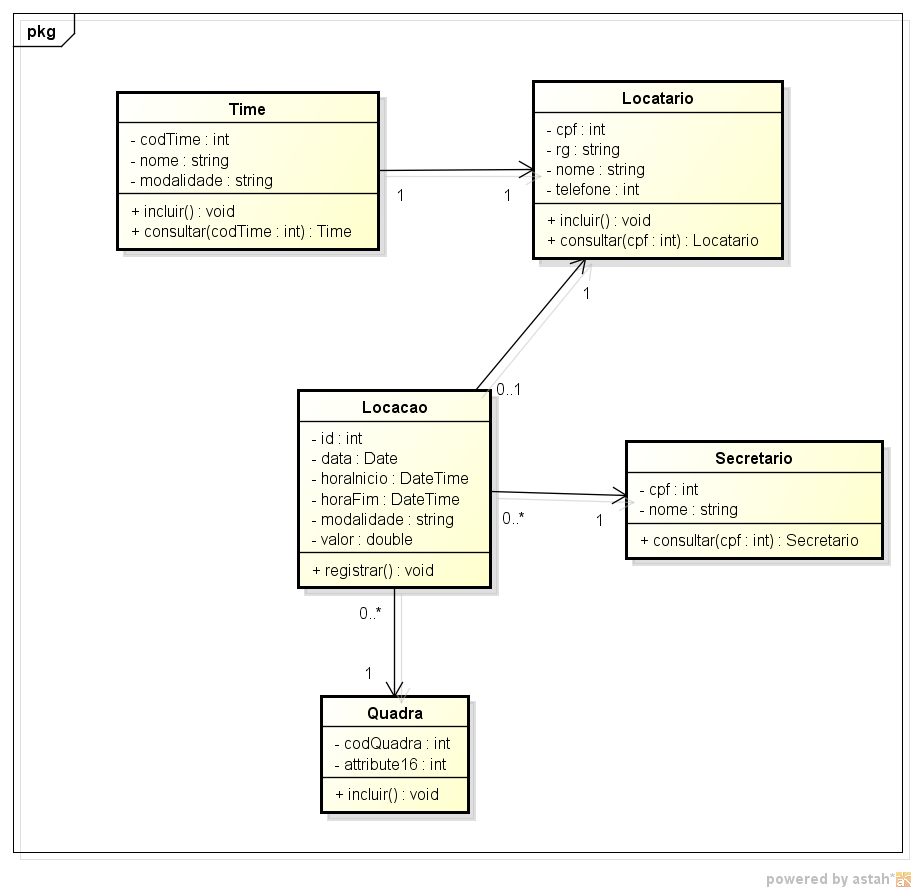 pkg
Time
- codTime : int
- nome : string
- modalidade : string
+ incluir() : void
+ consultar(codTime : int) : Time
Locatario
- cpf : int
- rg : string
- nome : string
- telefone : int
+ incluir() : void
+ consultar(cpf : int) : Locatario
1
1
1
0..1
Locacao
- id : int
- data : Date
- horaInicio : DateTime
- horaFim : DateTime
- modalidade : string
- valor : double
+ registrar() : void
Secretario
- cpf : int
- nome : string
+ consultar(cpf : int) : Secretario
0..*
1
0..*
1
Quadra
- codQuadra : int
- attribute16 : int
+ incluir() : void
powered by astah*